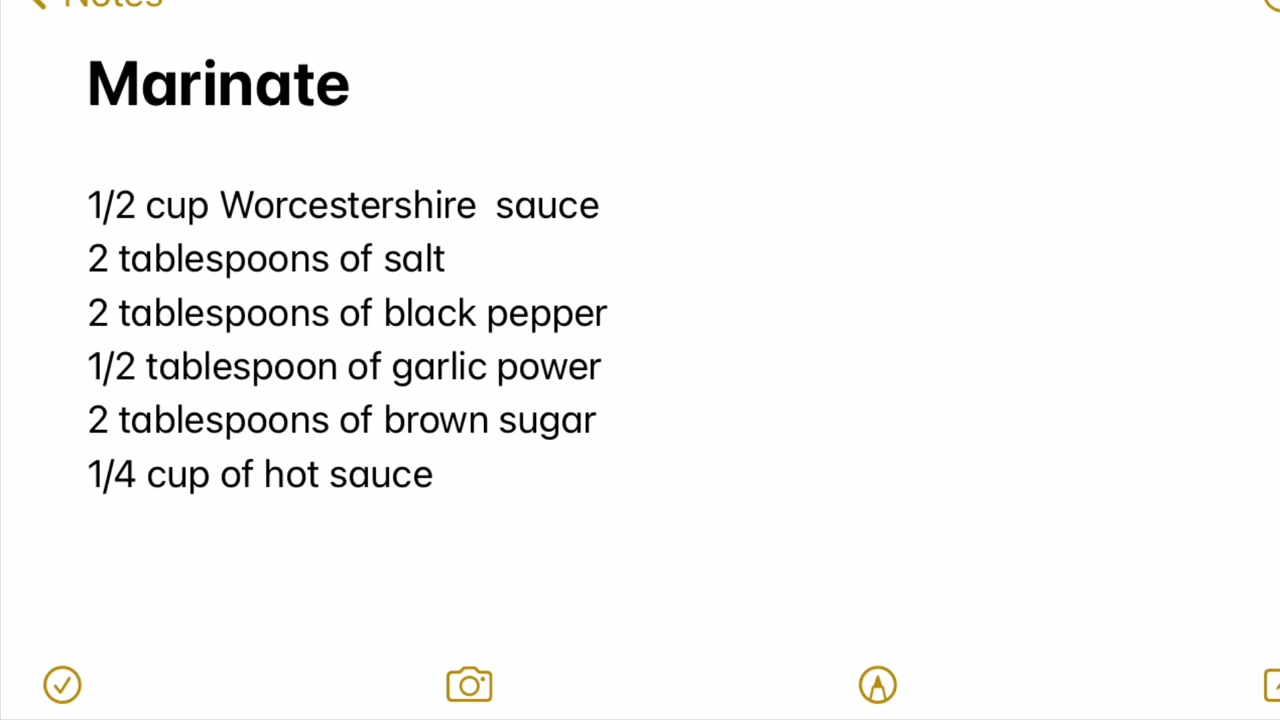 Notes
Marinate
1/2 cup Worcestershire  sauce
2 tablespoons of salt
2 tablespoons of black pepper
1/2 tablespoon of garlic power
2 tablespoons of brown sugar
1/4 cup of hot sauce